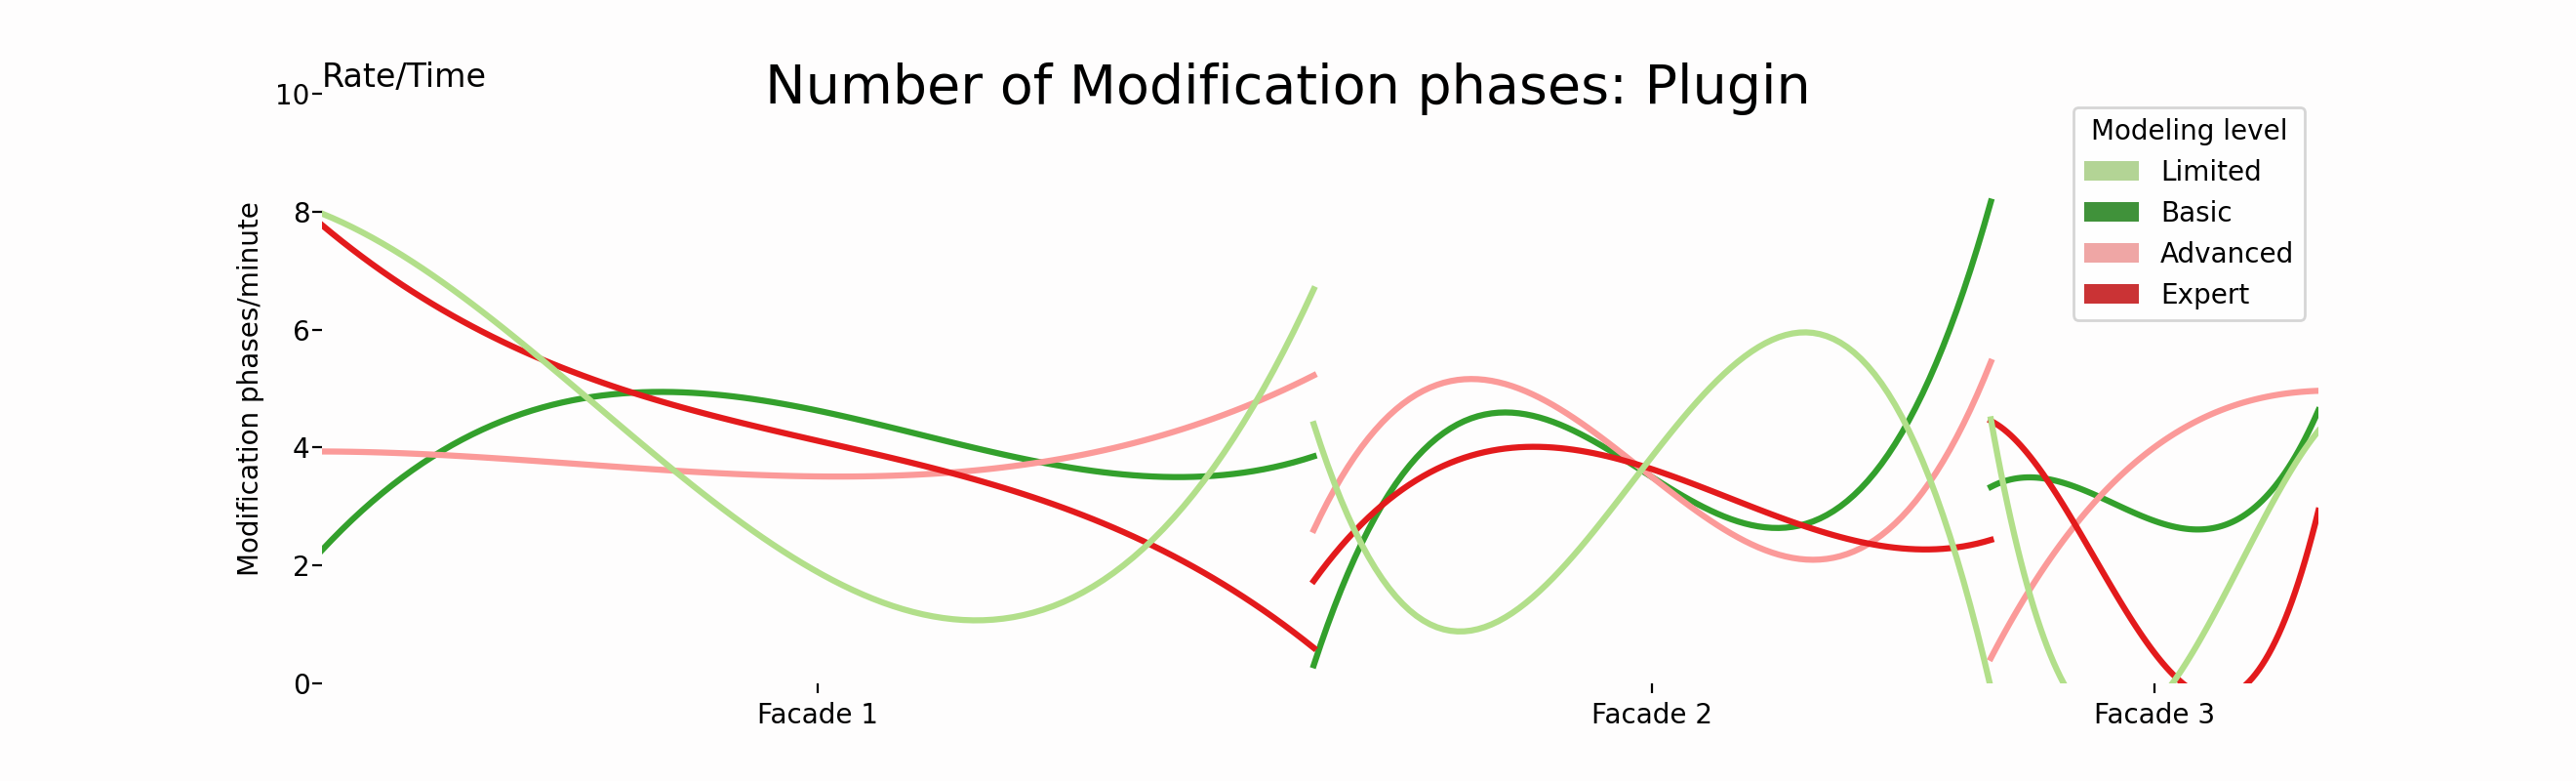 Rate/Time
Number of Modification phases: Plugin
10
8
6
4
2
0
Modification phases/minute
Modeling level
Limited
Basic
Advanced
Expert
Facade 1
Facade 2
Facade 3